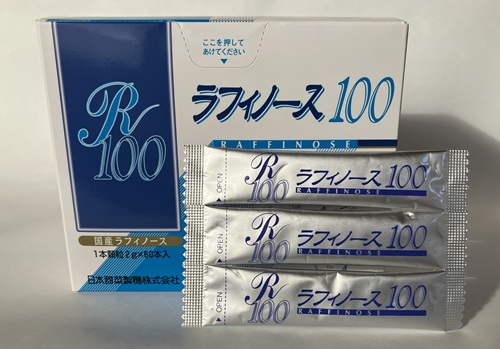 ここを押して
あけてください
R
100
ラフィノース100
RAFFINOSE
国産ラフィノース
1本顆粒2g×60本入
日本甜菜製糖株式会社
OPEN
R
100
ラフィノース100
RAFFINOSE
OPEN
R
100
ラフィノース100
RAFFINOSE
OPEN
R
100
ラフィノース100
RAFFINOSE